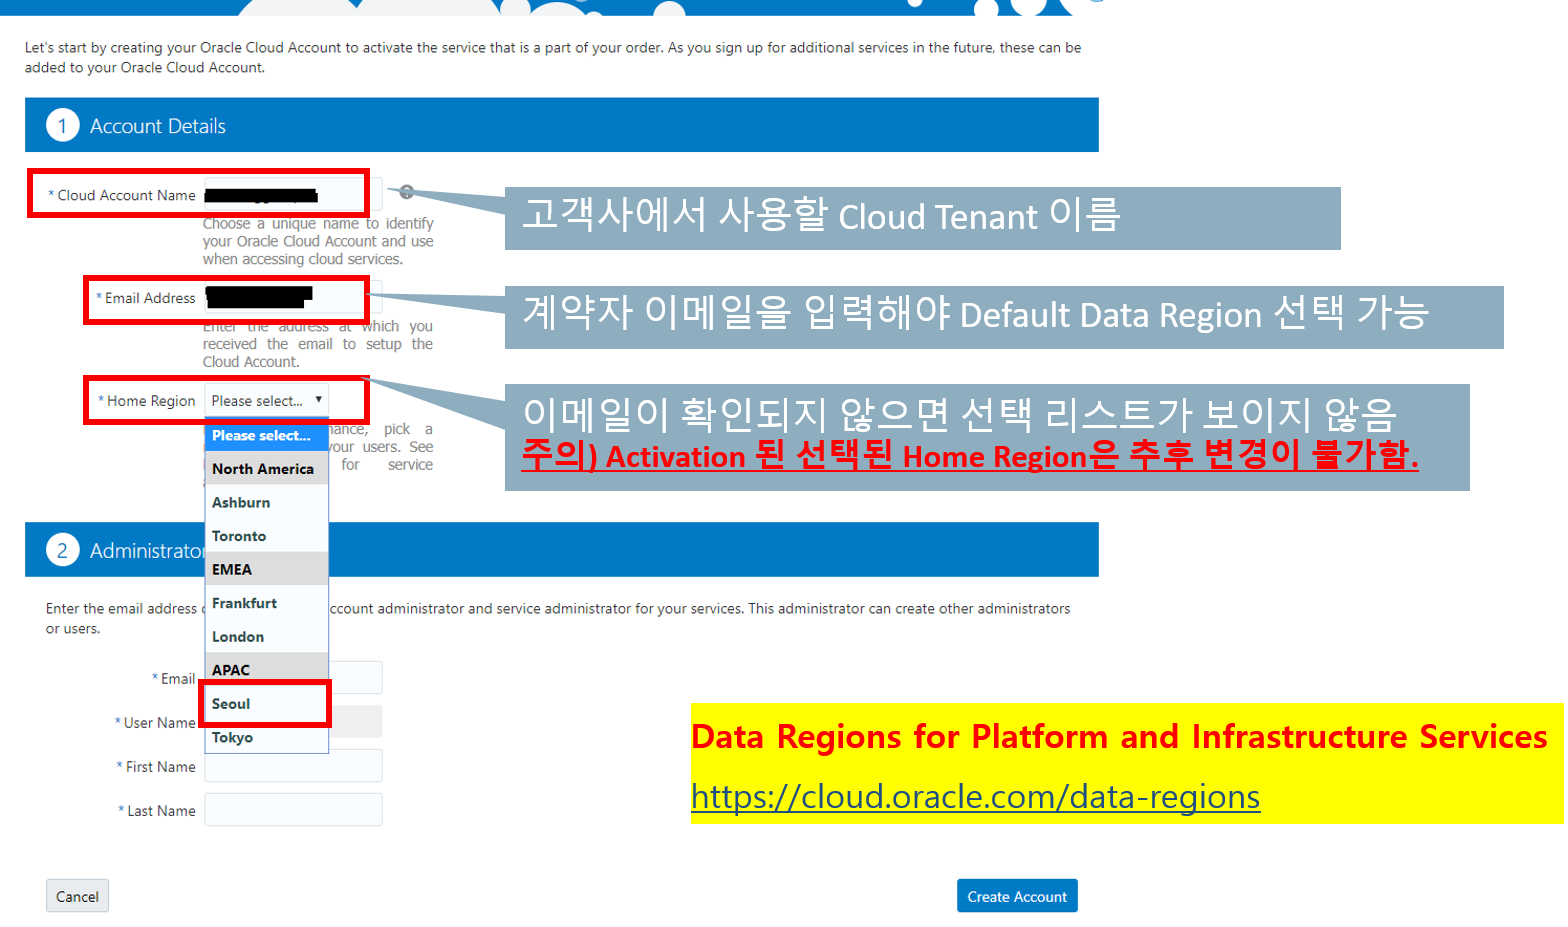 Let's start by creating your Oracle Cloud Account to activate the service that is a part of your order. As you sign up for additional services in the future, these can be
added to your Oracle Cloud Account.
1 Account Details
* Cloud Account Name
고객사에서 사용할 Cloud Tenant 이름
Choose a unique name to identify
your Oracle Cloud Account and use
when accessing cloud services.
* Email Address
계약자 이메일을 입력해야 Default Data Region 선택 가능
Enter the address at which you
received the email to setup the
Cloud Account.
* Home Region Please select...
이메일이 확인되지 않으면 선택 리스트가 보이지 않음
주의) Activation 된 선택된 Home Region은 추후 변경이 불가함.
pick a
your users. See
for service
Please select...
North America
Ashburn
Toronto
EMEA
Frankfurt
London
APAC
Seoul
Tokyo
2 Administrator
Enter the email address ccount administrator and service administrator for your services. This administrator can create other administrators
or users.
* Email
* User Name
* First Name
* Last Name
Data Regions for Platform and Infrastructure Services
https://cloud.oracle.com/data-regions
Cancel
Create Account